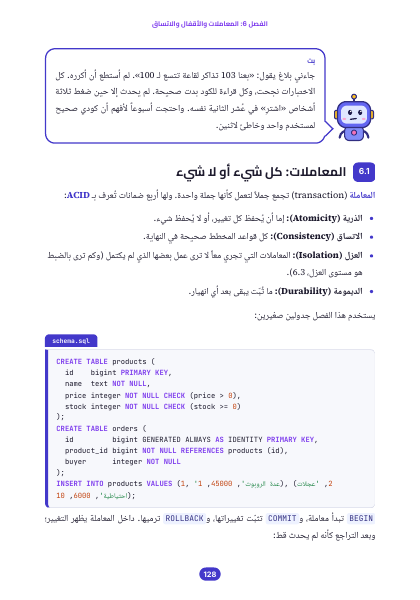 الفصل 6: المعاملات والأقفال والاتساق
بت
جاءني بلاغ يقول: «بعنا 103 تذاكر لقاعة تتسع لـ 100». لم أستطع أن أكرره. كل
الاختبارات نجحت، وكل قراءة للكود بدت صحيحة. لم يحدث إلا حين ضغط ثلاثة
أشخاص «اشترِ» في عُشر الثانية نفسه. واحتجت أسبوعاً لأفهم أن كودي صحيح
لمستخدم واحد وخاطئ لاثنين.
6.1 المعاملات: كل شيء أو لا شيء
المعاملة (transaction) تجمع جملاً لتعمل كأنها جملة واحدة. ولها أربع ضمانات تُعرف بـ ACID:
• الذرية (Atomicity): إما أن يُحفظ كل تغيير، أو لا يُحفظ شيء.
• الاتساق (Consistency): كل قواعد المخطط صحيحة في النهاية.
• العزل (Isolation): المعاملات التي تجري معاً لا ترى عمل بعضها الذي لم يكتمل (وكم ترى بالضبط
هو مستوى العزل، 6.3).
• الديمومة (Durability): ما ثُبّت يبقى بعد أي انهيار.
يستخدم هذا الفصل جدولين صغيرين:
schema.sql
CREATE TABLE products (
id bigint PRIMARY KEY,
name text NOT NULL,
price integer NOT NULL CHECK (price > 0),
stock integer NOT NULL CHECK (stock >= 0)
);
CREATE TABLE orders (
id bigint GENERATED ALWAYS AS IDENTITY PRIMARY KEY,
product_id bigint NOT NULL REFERENCES products (id),
buyer integer NOT NULL
);
INSERT INTO products VALUES (1, 'عدة الروبوت', 45000, 1), (2, 'عجلات
احتياطية', 6000, 10);
BEGIN تبدأ معاملة، و COMMIT تثبّت تغييراتها، و ROLLBACK ترميها. داخل المعاملة يظهر التغيير؛
وبعد التراجع كأنه لم يحدث قط:
128